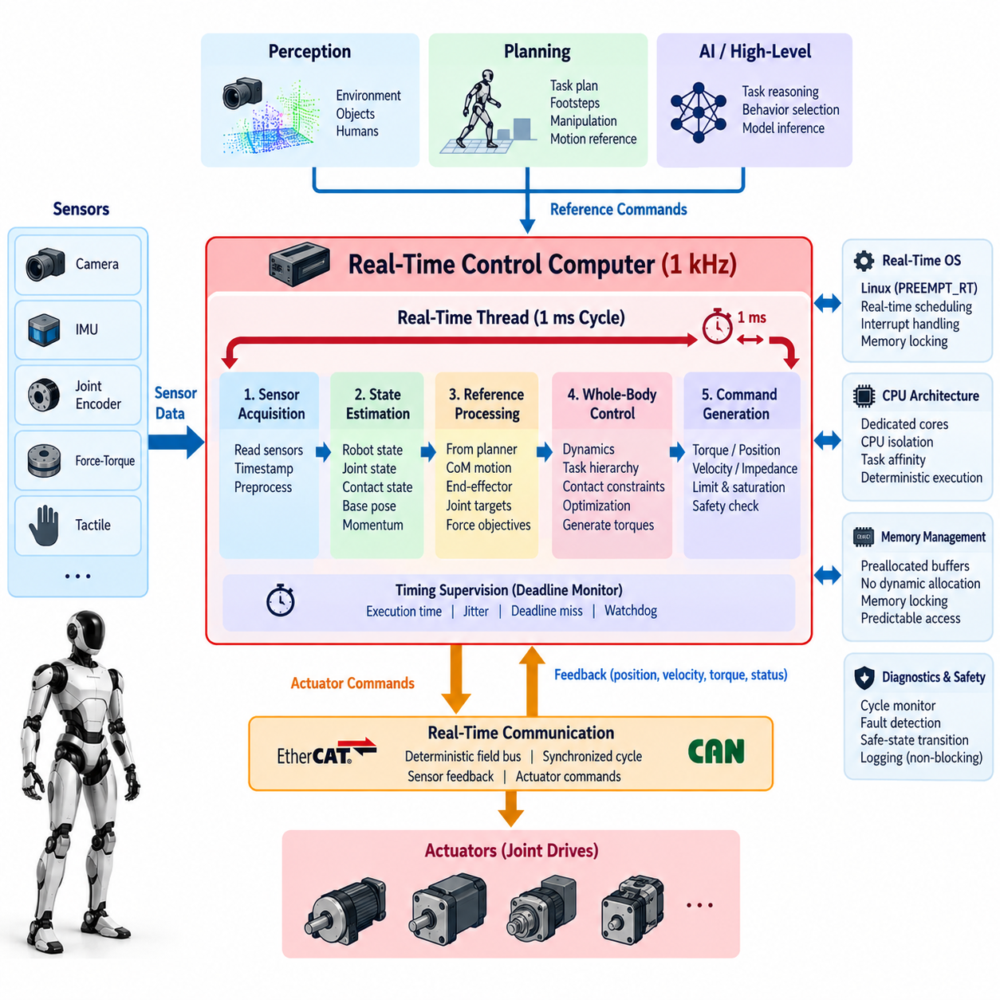 Perception
Environment
Objects
Humans
Planning
Task plan
Footsteps
Manipulation
Motion reference
AI / High-Level
Task reasoning
Behavior selection
Model inference
Reference Commands
Sensors
Camera
IMU
Joint
Encoder
Force-Torque
Tactile
...
Sensor
Data
Real-Time Control Computer (1 kHz)
Real-Time Thread (1 ms Cycle)
1 ms
1. Sensor
Acquisition
Read sensors
Timestamp
Preprocess
2. State
Estimation
Robot state
Joint state
Contact state
Base pose
Momentum
3. Reference
Processing
From planner
CoM motion
End-effector
Joint targets
Force objectives
4. Whole-Body
Control
Dynamics
Task hierarchy
Contact constraints
Optimization
Generate torques
5. Command
Generation
Torque / Position
Velocity / Impedance
Limit & saturation
Safety check
Timing Supervision (Deadline Monitor)
Execution time | Jitter | Deadline miss | Watchdog
Real-Time OS
Linux (PREEMPT_RT)
Real-time scheduling
Interrupt handling
Memory locking
CPU Architecture
Dedicated cores
CPU isolation
Task affinity
Deterministic execution
Memory Management
Preallocated buffers
No dynamic allocation
Memory locking
Predictable access
Diagnostics & Safety
Cycle monitor
Fault detection
Safe-state transition
Logging (non-blocking)
Actuator Commands
Feedback (position, velocity, torque, status)
Real-Time Communication
EtherCAT®
Deterministic field bus | Synchronized cycle
Sensor feedback | Actuator commands
CAN
Actuators (Joint Drives)
...